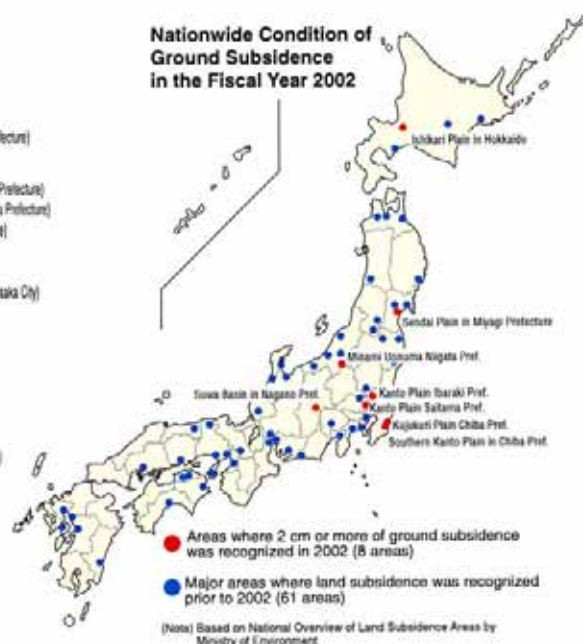 Nationwide Condition of
Ground Subsidence
in the Fiscal Year 2002
Prefecture)
Ishikari Plain in Hokkaido
Sendai Plain in Miyagi Prefecture
Minami Uonuma Niigata Pref.
Suwa Basin in Nagano Pref.
Kanto Plain Ibaraki Pref.
Kanto Plain Saitama Pref.
Kujukuri Plain Chiba Pref.
Southern Kanto Plain in Chiba Pref.
Areas where 2 cm or more of ground subsidence
was recognized in 2002 (8 areas)
Major areas where land subsidence was recognized
prior to 2002 (61 areas)
(Note) Based on National Overview of Land Subsidence Areas by
Ministry of Environment